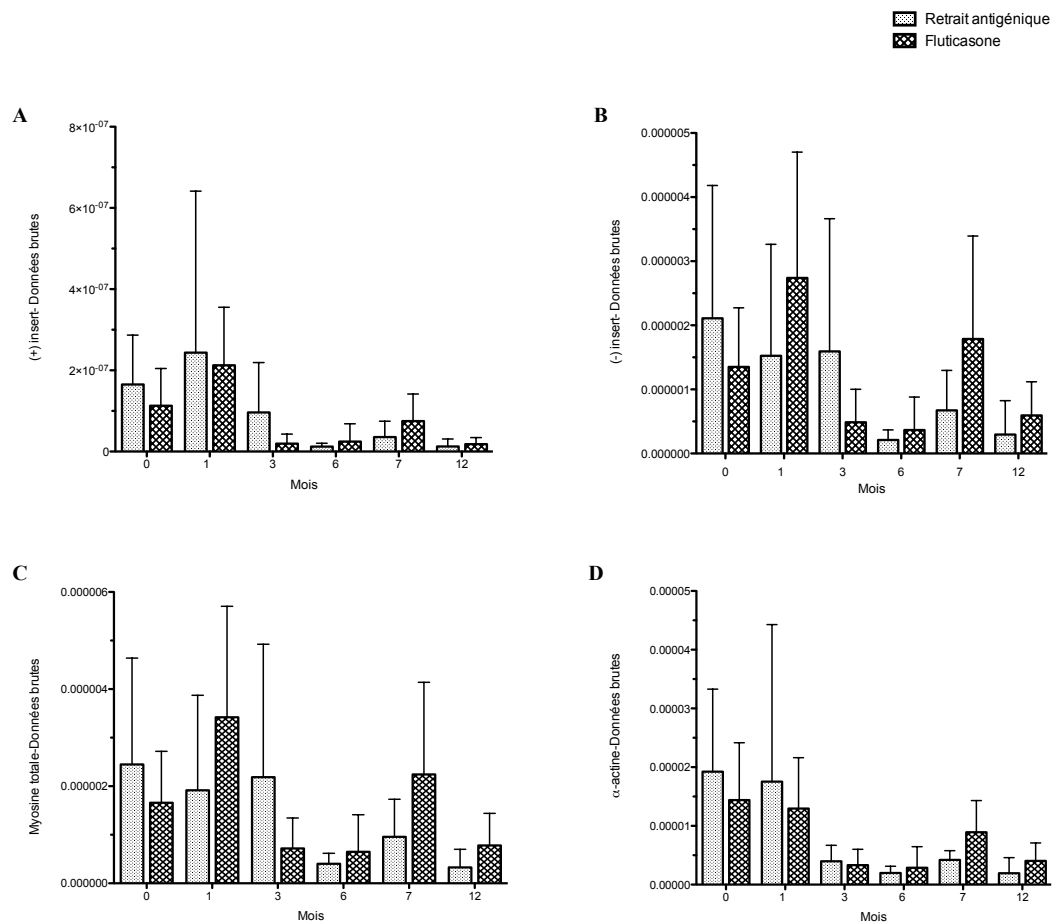 Retrait antigénique
Fluticasone
A
8×10⁻⁰⁷
6×10⁻⁰⁷
4×10⁻⁰⁷
2×10⁻⁰⁷
0
(+) insert- Données brutes
0 1 3 6 7 12
Mois
B
0.000005
0.000004
0.000003
0.000002
0.000001
0.000000
(-) insert- Données brutes
0 1 3 6 7 12
Mois
C
0.000006
0.000004
0.000002
0.000000
Myosine totale-Données brutes
0 1 3 6 7 12
Mois
D
0.00005
0.00004
0.00003
0.00002
0.00001
0.00000
α-actine-Données brutes
0 1 3 6 7 12
Mois